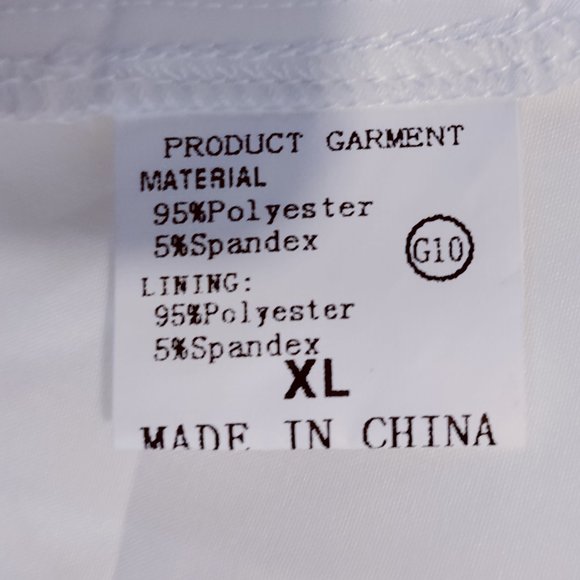 PRODUCT GARMENT
MATERIAL
95%Polyester
5%Spandex
G10
LINING:
95%Polyester
5%Spandex
XL
MADE IN CHINA